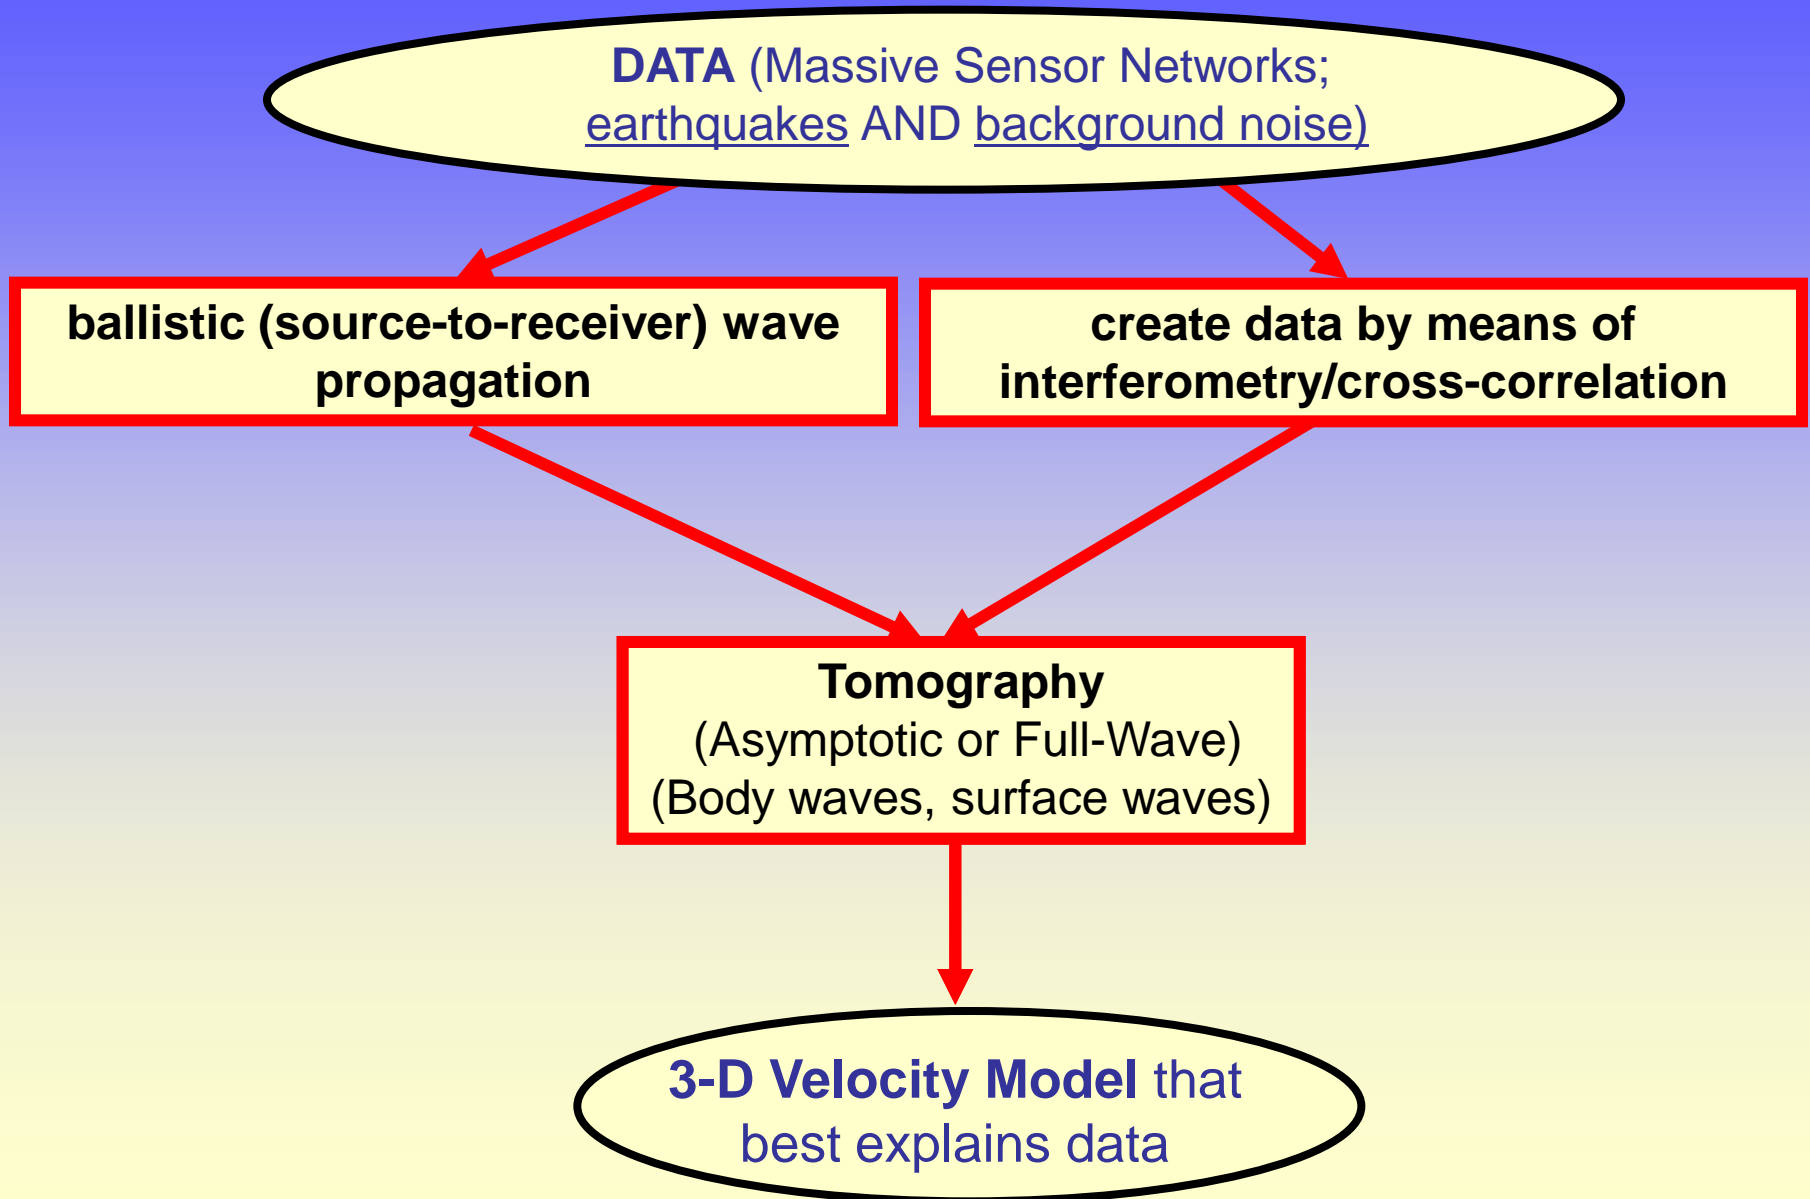 DATA (Massive Sensor Networks;
earthquakes AND background noise)
ballistic (source-to-receiver) wave
propagation
create data by means of
interferometry/cross-correlation
Tomography
(Asymptotic or Full-Wave)
(Body waves, surface waves)
3-D Velocity Model that
best explains data